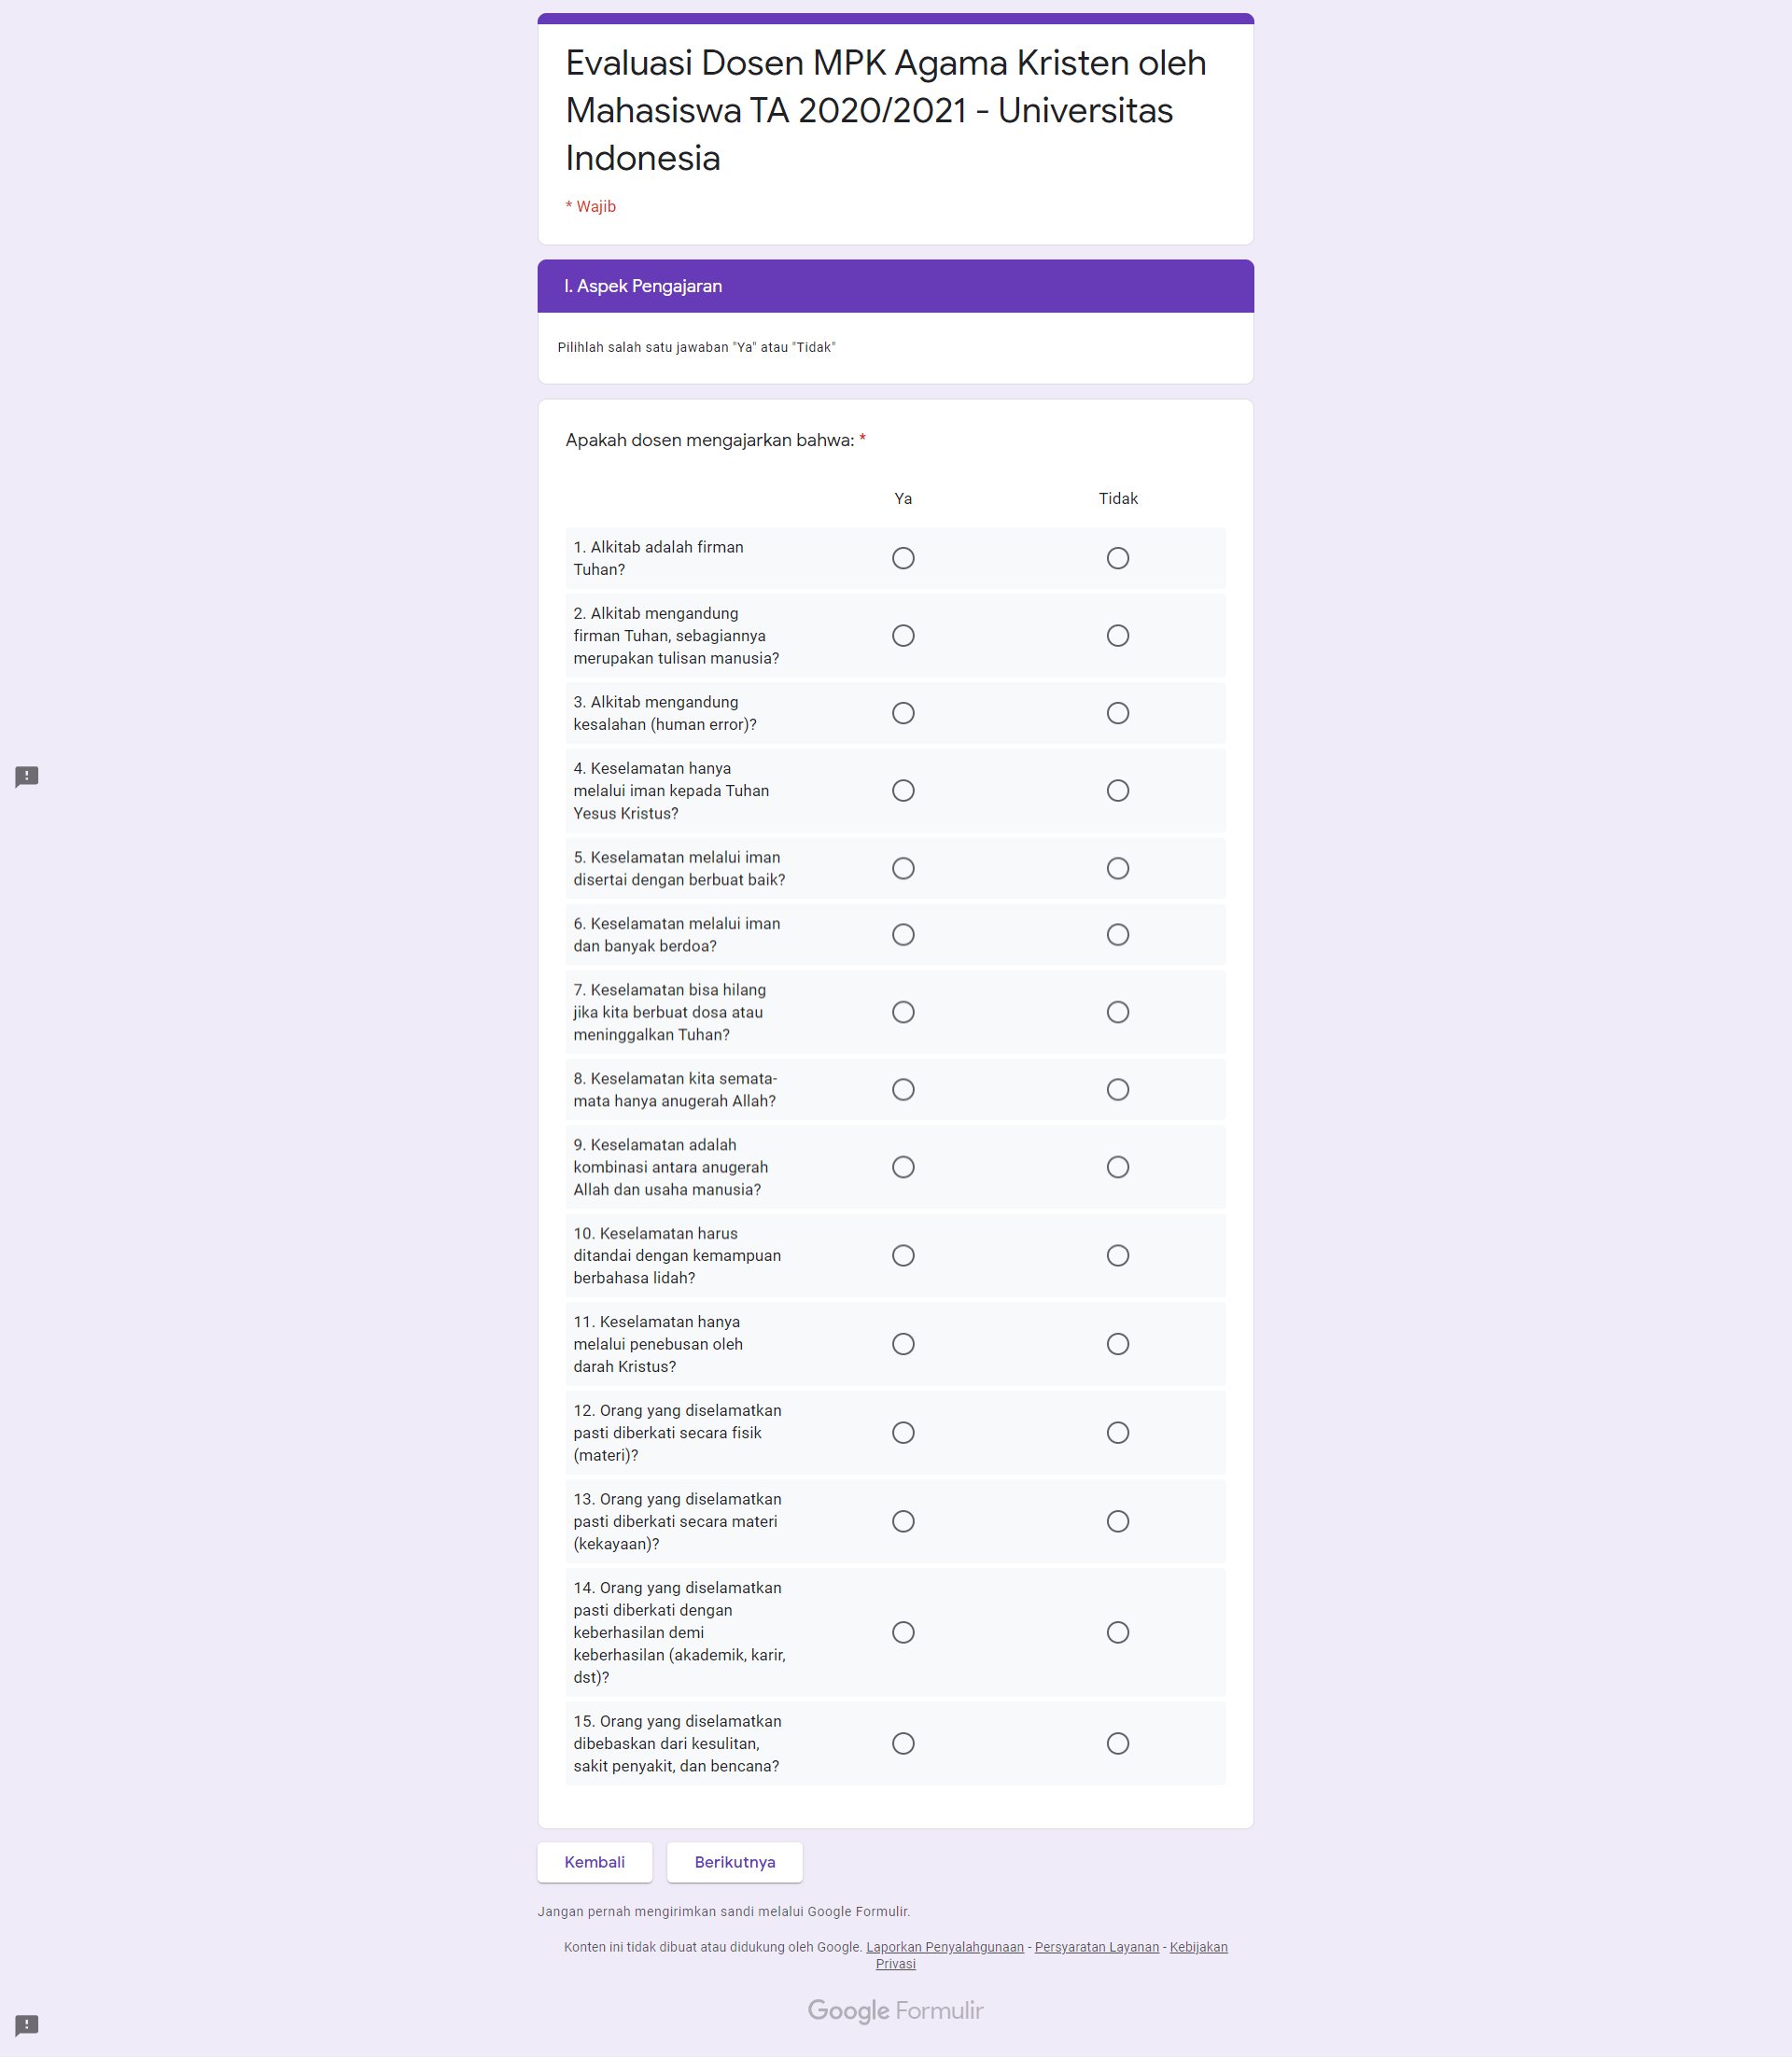 Evaluasi Dosen MPK Agama Kristen oleh
Mahasiswa TA 2020/2021 - Universitas
Indonesia
* Wajib
I. Aspek Pengajaran
Pilihlah salah satu jawaban "Ya" atau "Tidak"
Apakah dosen mengajarkan bahwa: *
Ya Tidak
1. Alkitab adalah firman
Tuhan?
2. Alkitab mengandung
firman Tuhan, sebagiannya
merupakan tulisan manusia?
3. Alkitab mengandung
kesalahan (human error)?
4. Keselamatan hanya
melalui iman kepada Tuhan
Yesus Kristus?
5. Keselamatan melalui iman
disertai dengan berbuat baik?
6. Keselamatan melalui iman
dan banyak berdoa?
7. Keselamatan bisa hilang
jika kita berbuat dosa atau
meninggalkan Tuhan?
8. Keselamatan kita semata-
mata hanya anugerah Allah?
9. Keselamatan adalah
kombinasi antara anugerah
Allah dan usaha manusia?
10. Keselamatan harus
ditandai dengan kemampuan
berbahasa lidah?
11. Keselamatan hanya
melalui penebusan oleh
darah Kristus?
12. Orang yang diselamatkan
pasti diberkati secara fisik
(materi)?
13. Orang yang diselamatkan
pasti diberkati secara materi
(kekayaan)?
14. Orang yang diselamatkan
pasti diberkati dengan
keberhasilan demi
keberhasilan (akademik, karir,
dst)?
15. Orang yang diselamatkan
dibebaskan dari kesulitan,
sakit penyakit, dan bencana?
Kembali Berikutnya
Jangan pernah mengirimkan sandi melalui Google Formulir.
Konten ini tidak dibuat atau didukung oleh Google. Laporkan Penyalahgunaan - Persyaratan Layanan - Kebijakan
Privasi
Google Formulir